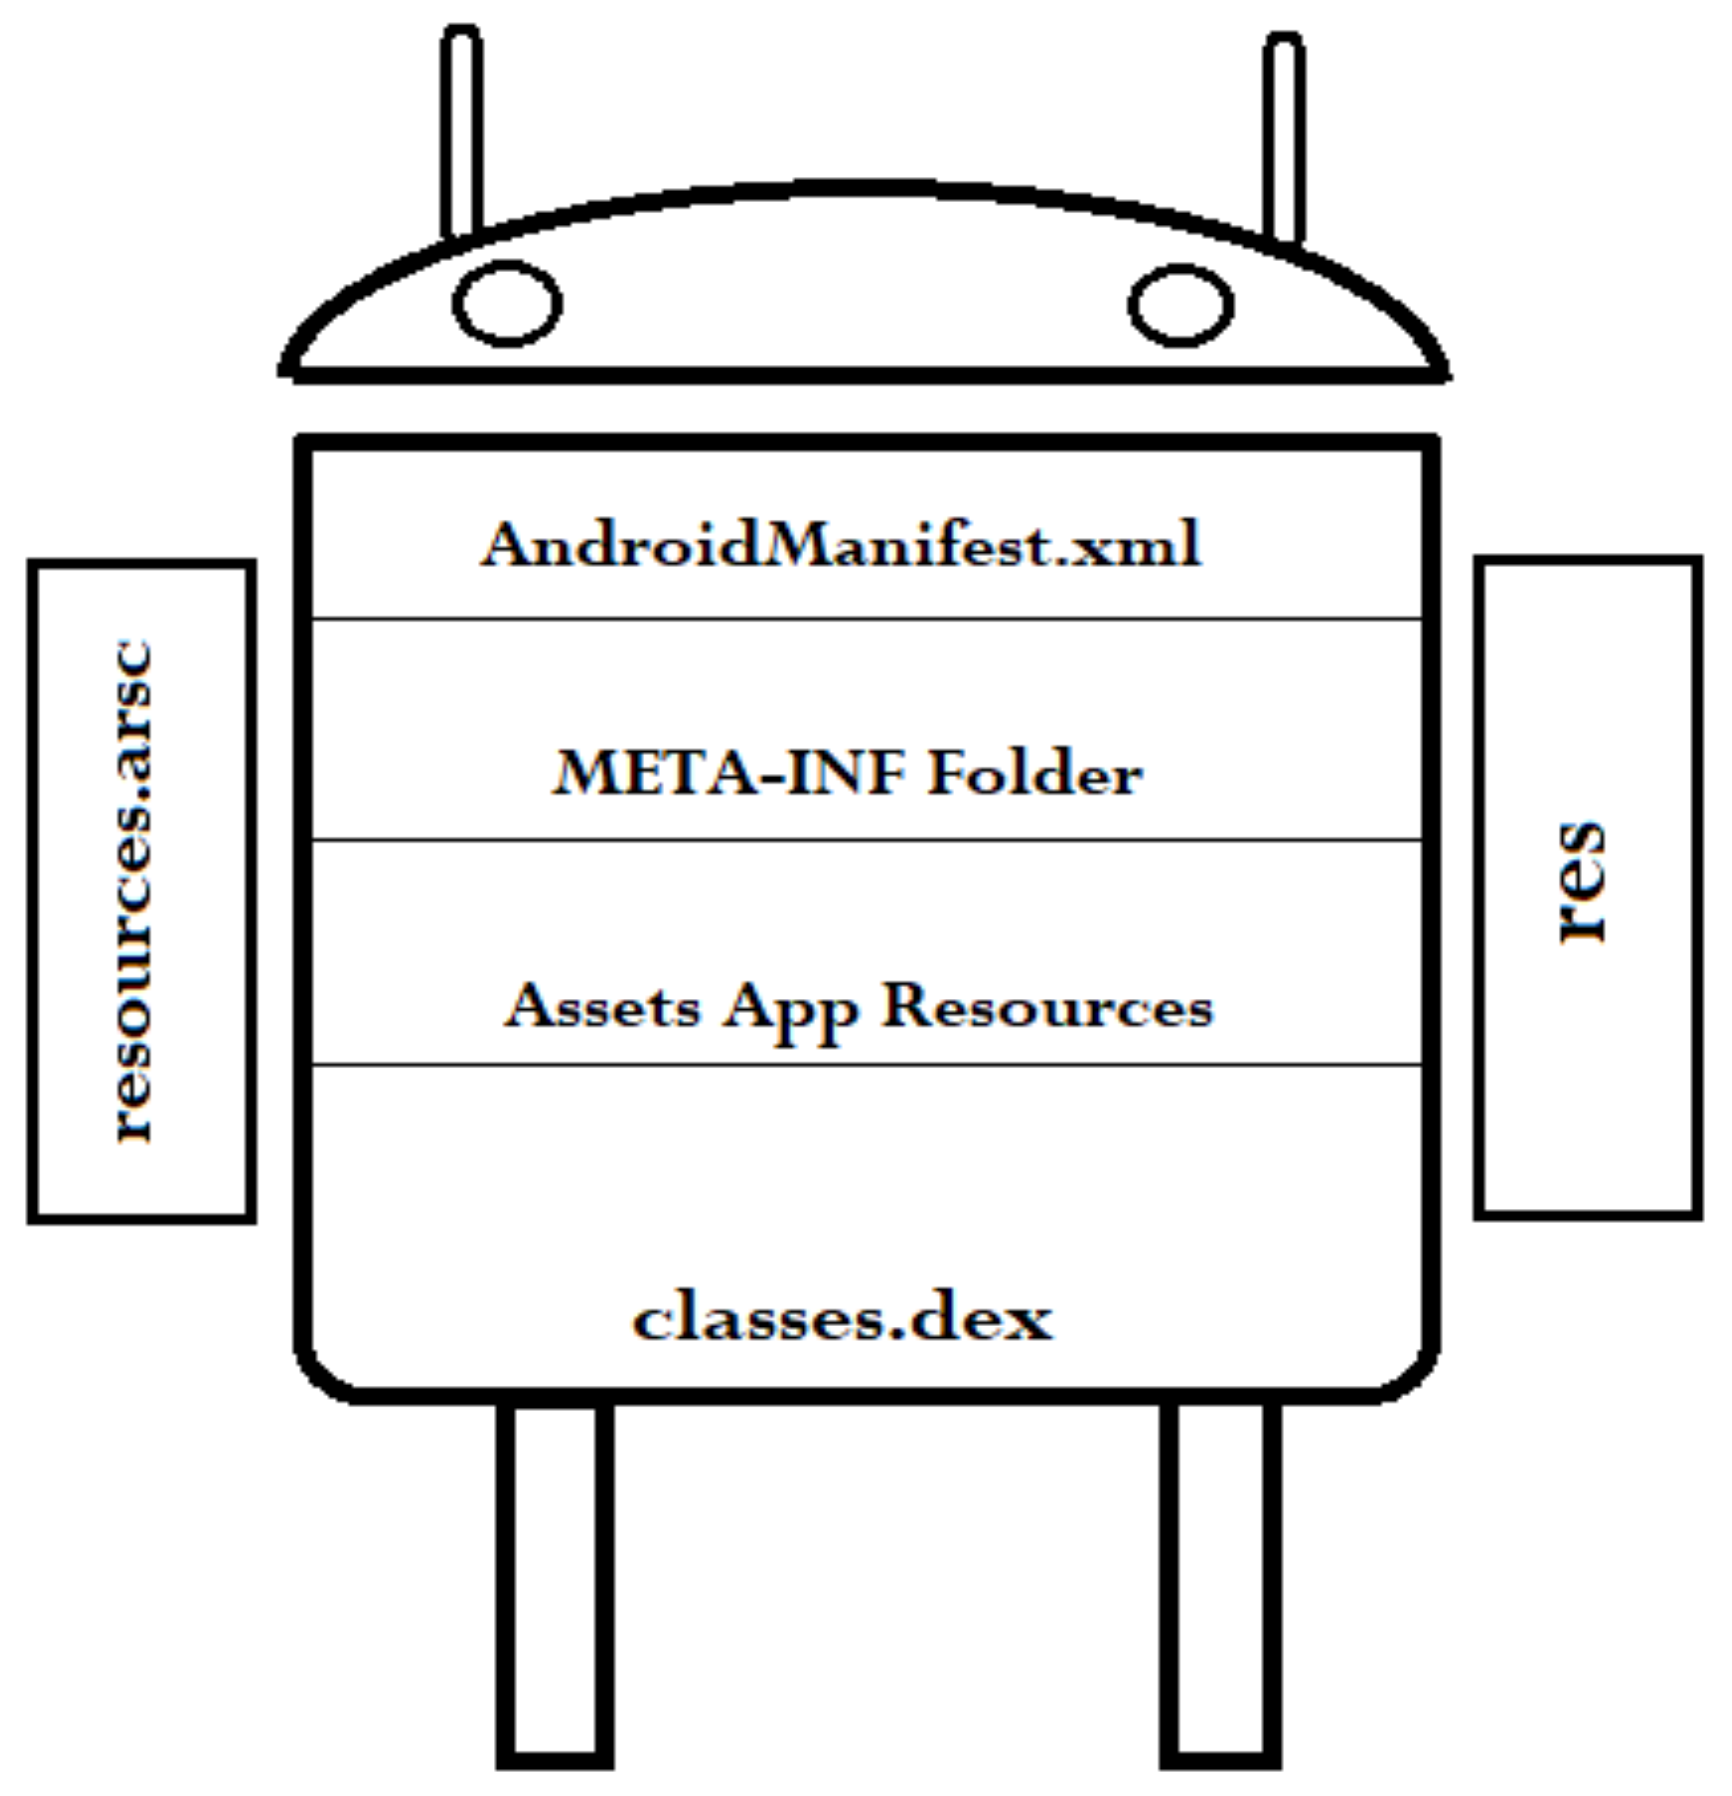 AndroidManifest.xml
META-INF Folder
Assets App Resources
classes.dex
resources.arsc
res